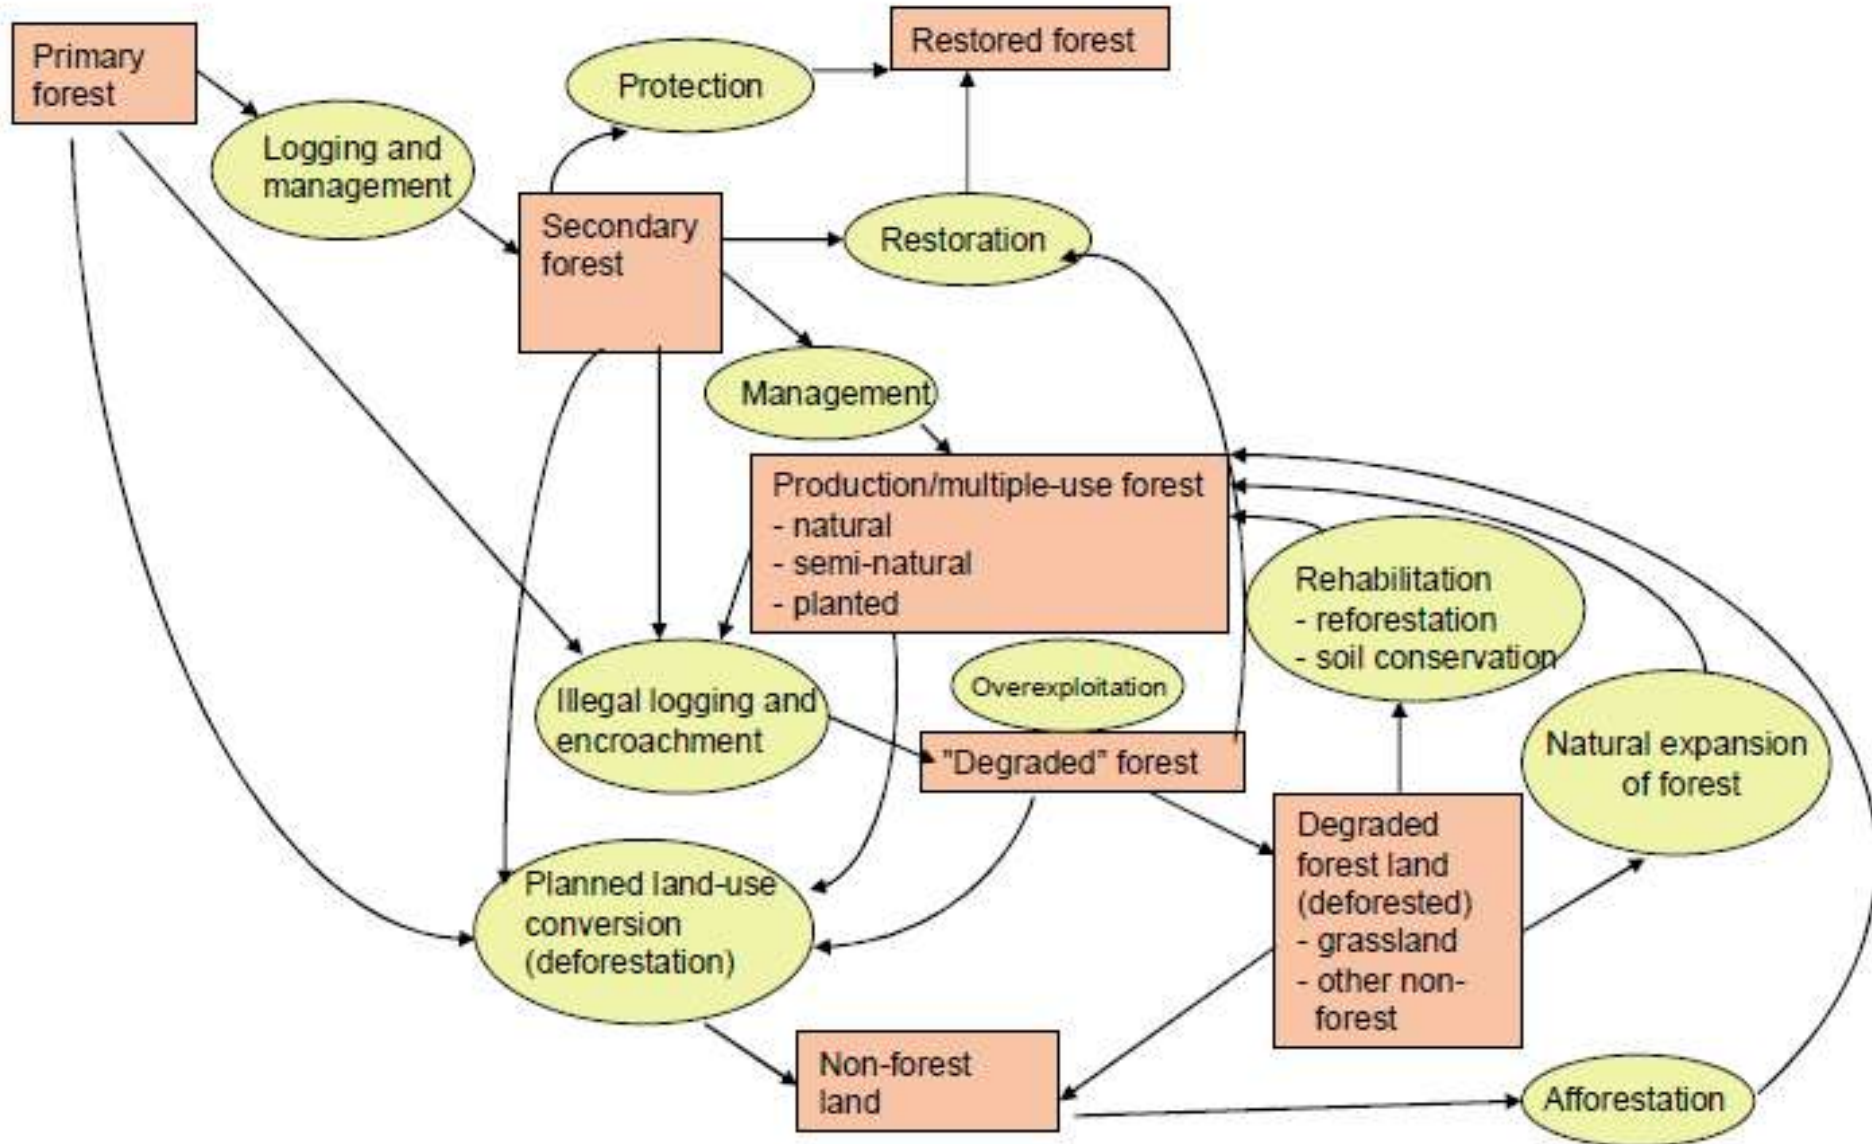 Primary
forest
Logging and
management
Protection
Restored forest
Secondary
forest
Restoration
Management
Production/multiple-use forest
- natural
- semi-natural
- planted
Rehabilitation
- reforestation
- soil conservation
Overexploitation
Illegal logging and
encroachment
"Degraded" forest
Natural expansion
of forest
Degraded
forest land
(deforested)
- grassland
- other non-
forest
Planned land-use
conversion
(deforestation)
Non-forest
land
Afforestation